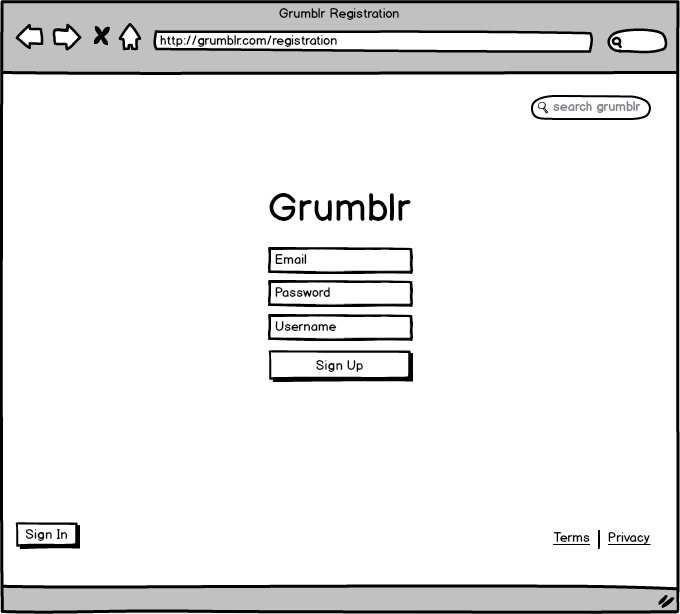 Grumblr Registration
http://grumblr.com/registration
search grumblr
Grumblr
Email
Password
Username
Sign Up
Sign In
Terms | Privacy